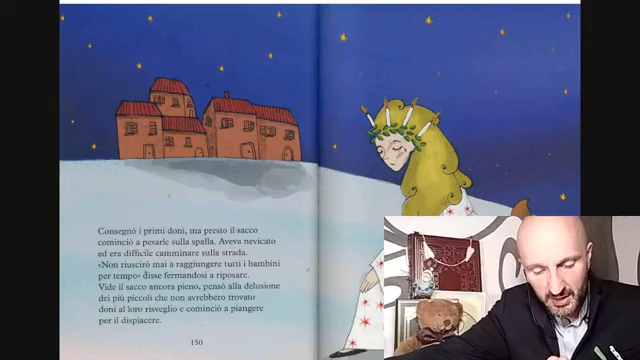 Consegnò i primi doni, ma presto il sacco
cominciò a pesarle sulla spalla. Aveva nevicato
ed era difficile camminare sulla strada.
«Non riuscirò mai a raggiungere tutti i bambini
per tempo» disse fermandosi a riposare.
Vide il sacco ancora pieno, pensò alla delusione
dei più piccoli che non avrebbero trovato
doni al loro risveglio e cominciò a piangere
per il dispiacere.
150